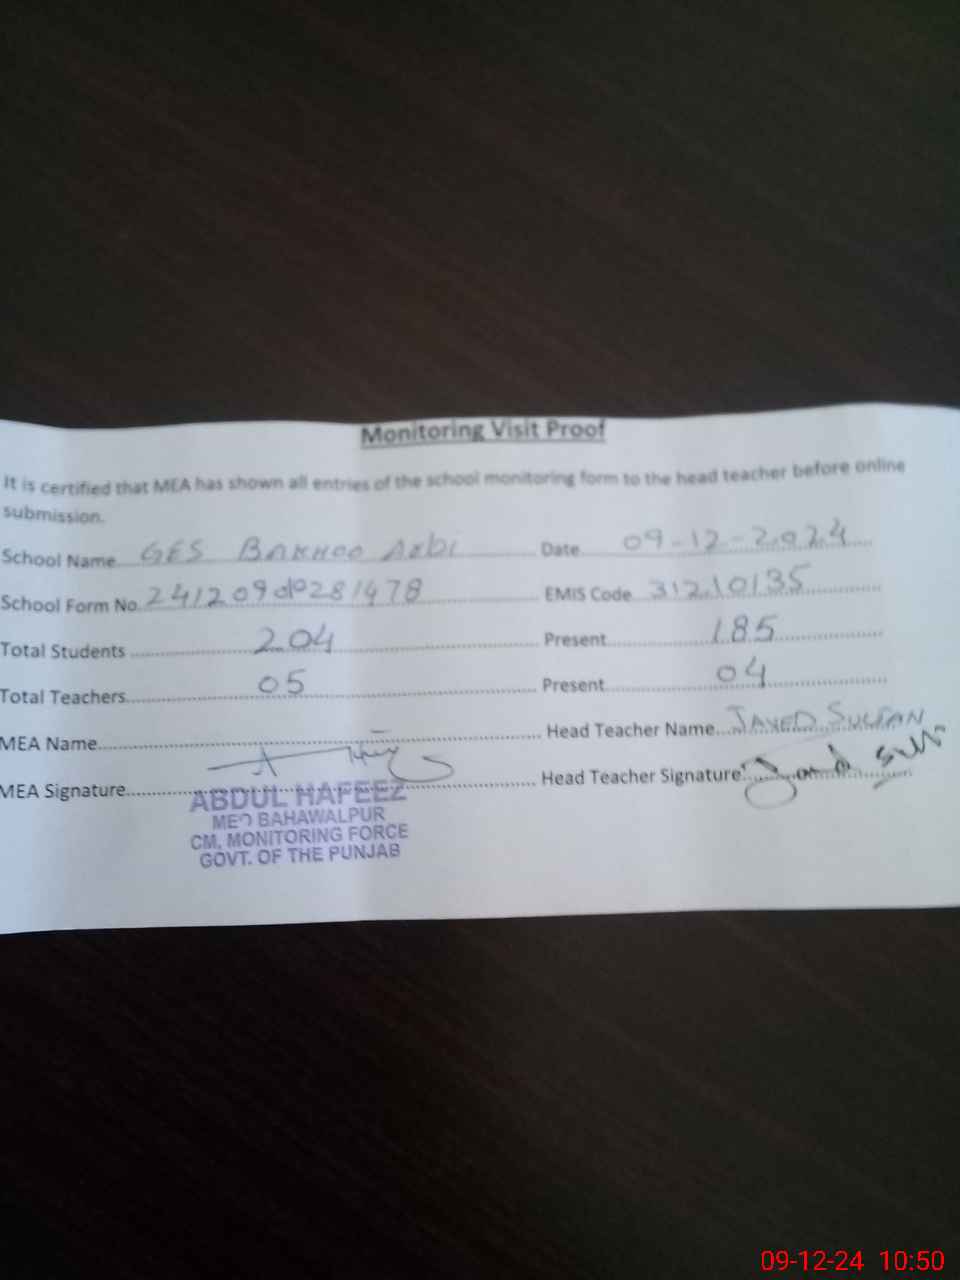 Monitoring Visit Proof
It is certified that MEA has shown all entries of the school monitoring form to the head teacher before online
submission.
School Name GES BAKHOO ARBI Date 09-12-2024
School Form No. 241209 281478 EMIS Code 31210135
Total Students 204 Present 185
Total Teachers 05 Present 04
MEA Name Head Teacher Name JAVED SULTAN
MEA Signature Head Teacher Signature
ABDUL HAFEEZ
MEO BAHAWALPUR
CM, MONITORING FORCE
GOVT. OF THE PUNJAB
09-12-24 10:50